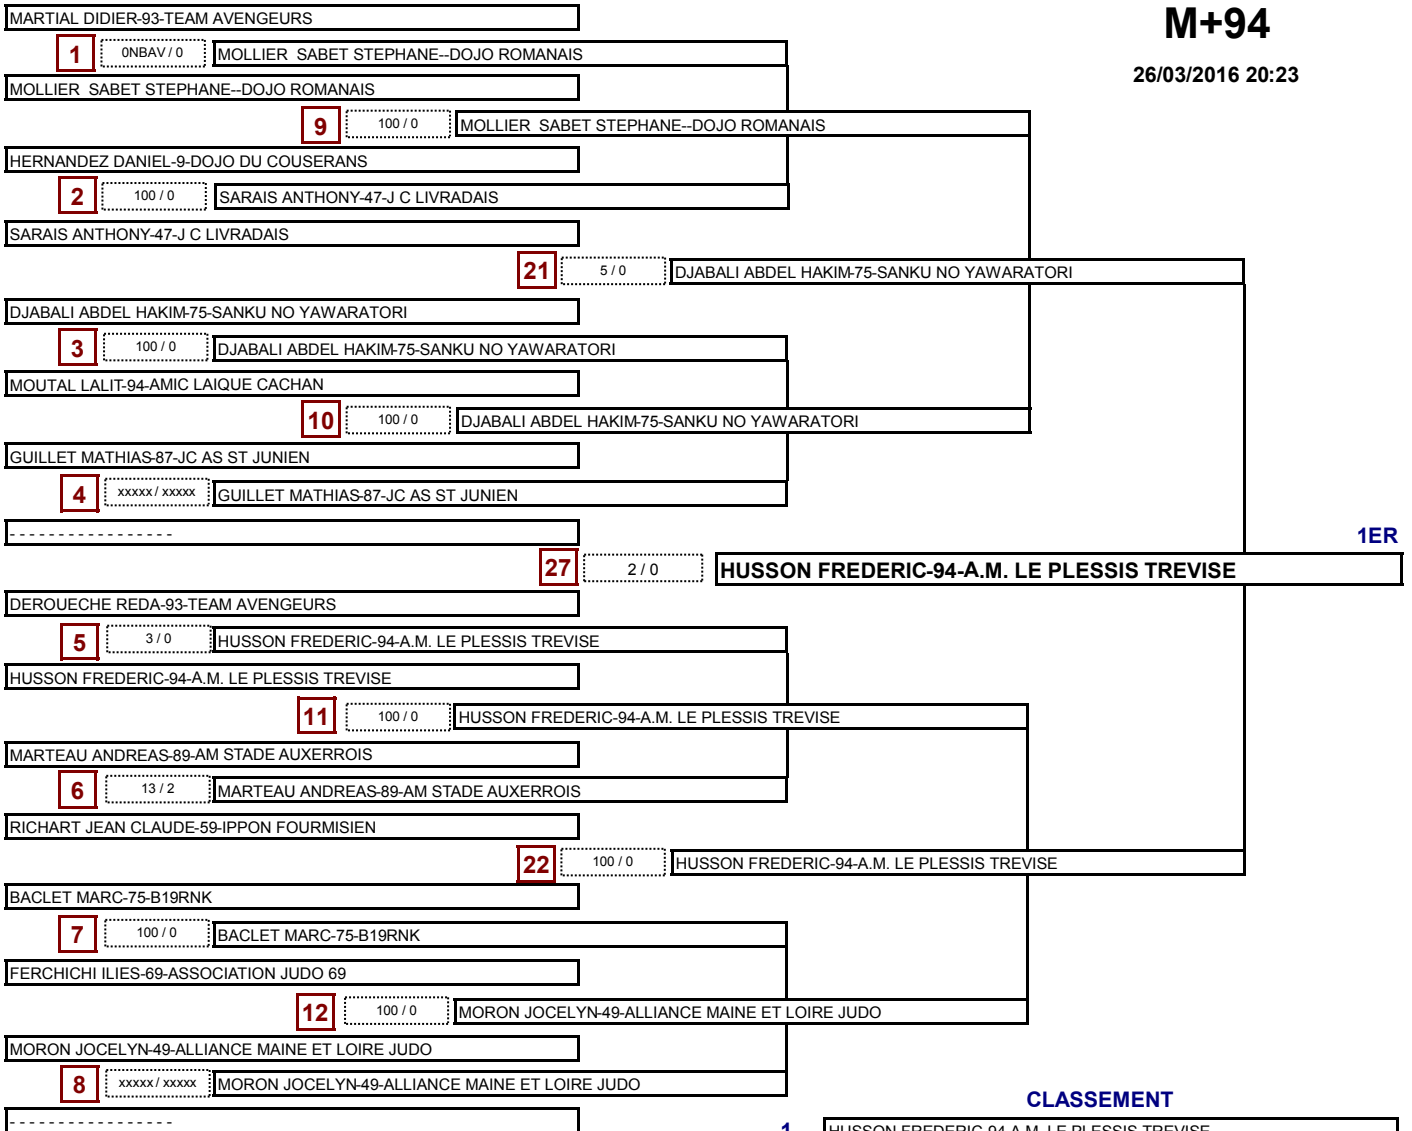 MARTIAL DIDIER-93-TEAM AVENGEURS
M+94
1 0NBAV / 0 MOLLIER SABET STEPHANE--DOJO ROMANAIS
26/03/2016 20:23
MOLLIER SABET STEPHANE--DOJO ROMANAIS
9 100 / 0 MOLLIER SABET STEPHANE--DOJO ROMANAIS
HERNANDEZ DANIEL-9-DOJO DU COUSERANS
2 100 / 0 SARAIS ANTHONY-47-J C LIVRADAIS
SARAIS ANTHONY-47-J C LIVRADAIS
21 5 / 0 DJABALI ABDEL HAKIM-75-SANKU NO YAWARATORI
DJABALI ABDEL HAKIM-75-SANKU NO YAWARATORI
3 100 / 0 DJABALI ABDEL HAKIM-75-SANKU NO YAWARATORI
MOUTAL LALIT-94-AMIC LAIQUE CACHAN
10 100 / 0 DJABALI ABDEL HAKIM-75-SANKU NO YAWARATORI
GUILLET MATHIAS-87-JC AS ST JUNIEN
4 xxxxx / xxxxx GUILLET MATHIAS-87-JC AS ST JUNIEN
- - - - - - - - - - - - - - - - -
1ER
27 2 / 0 HUSSON FREDERIC-94-A.M. LE PLESSIS TREVISE
DEROUECHE REDA-93-TEAM AVENGEURS
5 3 / 0 HUSSON FREDERIC-94-A.M. LE PLESSIS TREVISE
HUSSON FREDERIC-94-A.M. LE PLESSIS TREVISE
11 100 / 0 HUSSON FREDERIC-94-A.M. LE PLESSIS TREVISE
MARTEAU ANDREAS-89-AM STADE AUXERROIS
6 13 / 2 MARTEAU ANDREAS-89-AM STADE AUXERROIS
RICHART JEAN CLAUDE-59-IPPON FOURMISIEN
22 100 / 0 HUSSON FREDERIC-94-A.M. LE PLESSIS TREVISE
BACLET MARC-75-B19RNK
7 100 / 0 BACLET MARC-75-B19RNK
FERCHICHI ILIES-69-ASSOCIATION JUDO 69
12 100 / 0 MORON JOCELYN-49-ALLIANCE MAINE ET LOIRE JUDO
MORON JOCELYN-49-ALLIANCE MAINE ET LOIRE JUDO
8 xxxxx / xxxxx MORON JOCELYN-49-ALLIANCE MAINE ET LOIRE JUDO
CLASSEMENT
- - - - - - - - - - - - - - - - -
1 HUSSON FREDERIC-94-A.M. LE PLESSIS TREVISE